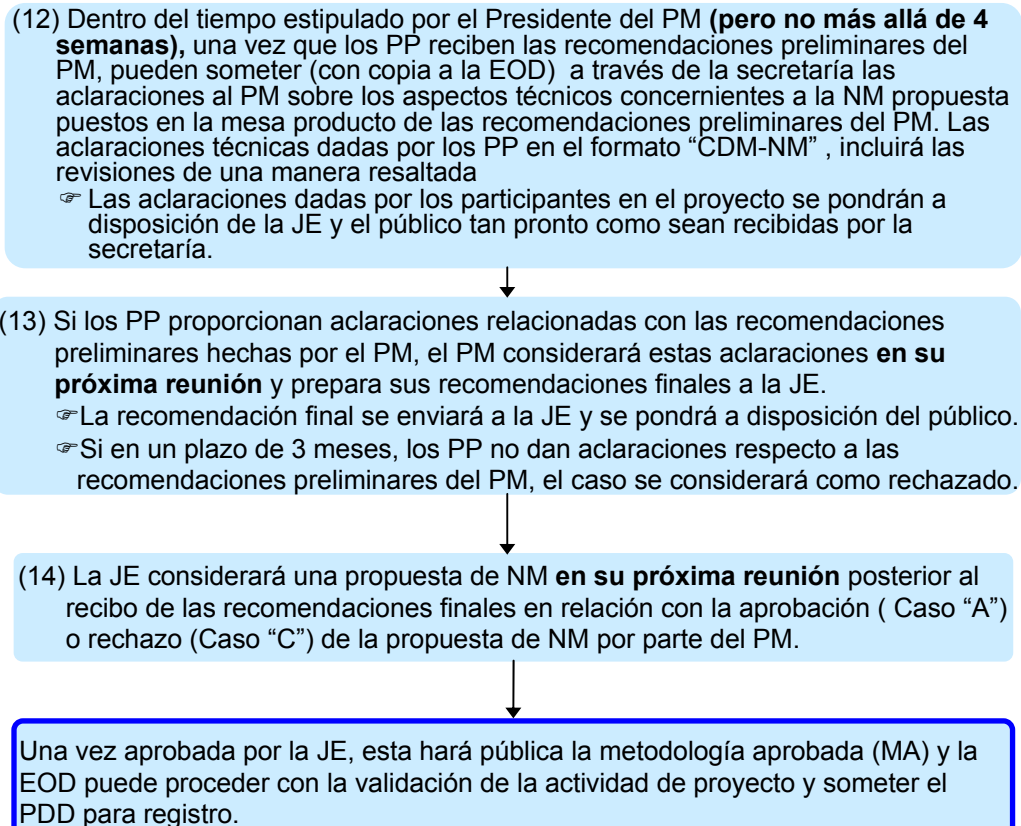 (12) Dentro del tiempo estipulado por el Presidente del PM (pero no más allá de 4
semanas), una vez que los PP reciben las recomendaciones preliminares del
PM, pueden someter (con copia a la EOD) a través de la secretaría las
aclaraciones al PM sobre los aspectos técnicos concernientes a la NM propuesta
puestos en la mesa producto de las recomendaciones preliminares del PM. Las
aclaraciones técnicas dadas por los PP en el formato “CDM-NM” , incluirá las
revisiones de una manera resaltada
☞ Las aclaraciones dadas por los participantes en el proyecto se pondrán a
disposición de la JE y el público tan pronto como sean recibidas por la
secretaría.
(13) Si los PP proporcionan aclaraciones relacionadas con las recomendaciones
preliminares hechas por el PM, el PM considerará estas aclaraciones en su
próxima reunión y prepara sus recomendaciones finales a la JE.
☞La recomendación final se enviará a la JE y se pondrá a disposición del público.
☞Si en un plazo de 3 meses, los PP no dan aclaraciones respecto a las
recomendaciones preliminares del PM, el caso se considerará como rechazado.
(14) La JE considerará una propuesta de NM en su próxima reunión posterior al
recibo de las recomendaciones finales en relación con la aprobación ( Caso “A”)
o rechazo (Caso “C”) de la propuesta de NM por parte del PM.
Una vez aprobada por la JE, esta hará pública la metodología aprobada (MA) y la
EOD puede proceder con la validación de la actividad de proyecto y someter el
PDD para registro.